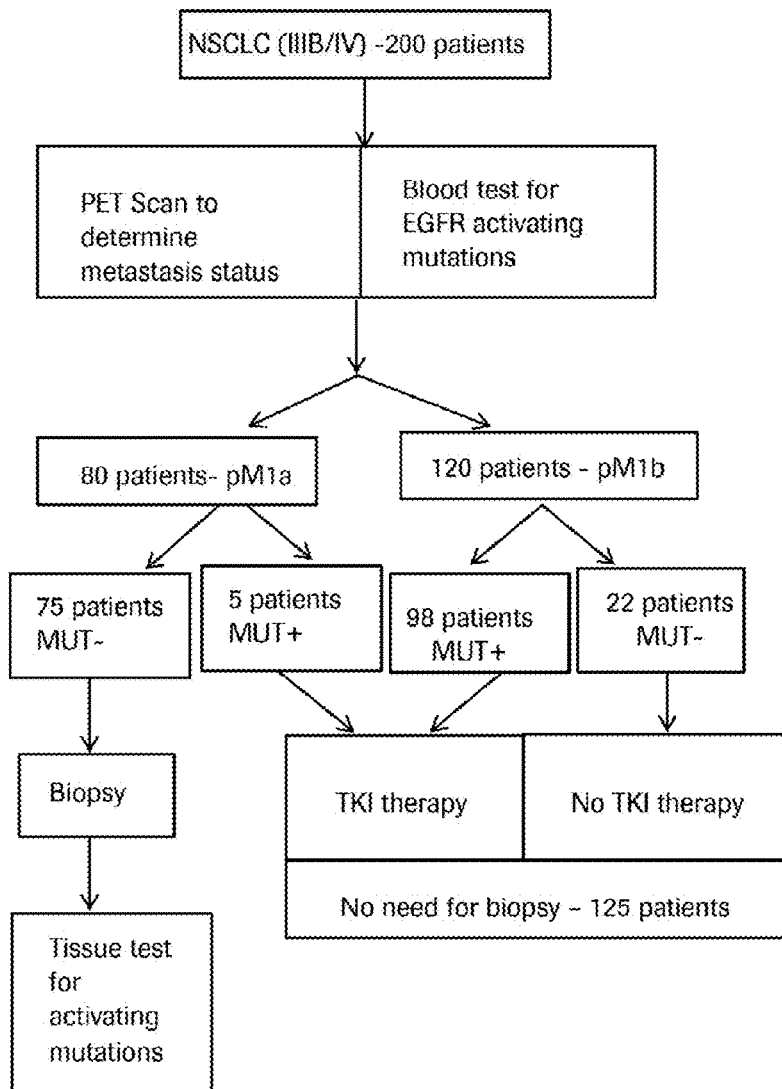 NSCLC (IIIB/IV) -200 patients
PET Scan to
determine
metastasis status
Blood test for
EGFR activating
mutations
80 patients- pM1a
120 patients - pM1b
75 patients
MUT-
5 patients
MUT+
98 patients
MUT+
22 patients
MUT-
Biopsy
TKI therapy
No TKI therapy
No need for biopsy - 125 patients
Tissue test
for
activating
mutations